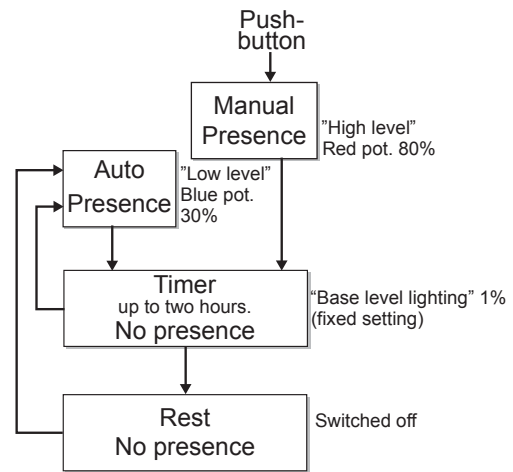 Push-
button
Manual
Presence
”High level”
Red pot. 80%
Auto
Presence
”Low level”
Blue pot.
30%
Timer
up to two hours.
No presence
“Base level lighting” 1%
(fixed setting)
Rest
No presence
Switched off